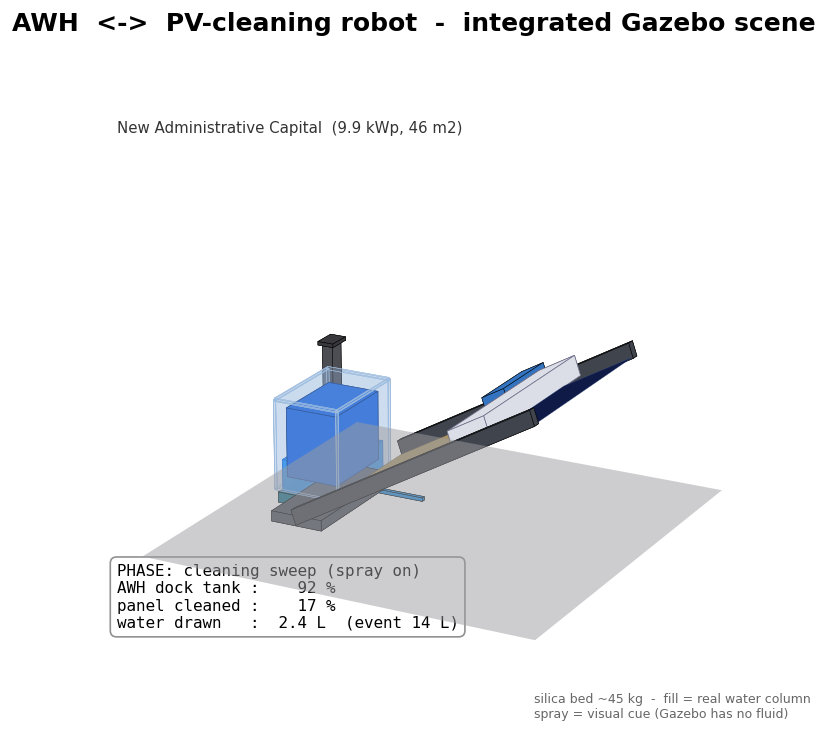 AWH <-> PV-cleaning robot - integrated Gazebo scene
New Administrative Capital (9.9 kWp, 46 m2)
PHASE: cleaning sweep (spray on)
AWH dock tank : 92 %
panel cleaned : 17 %
water drawn : 2.4 L (event 14 L)
silica bed ~45 kg - fill = real water column
spray = visual cue (Gazebo has no fluid)